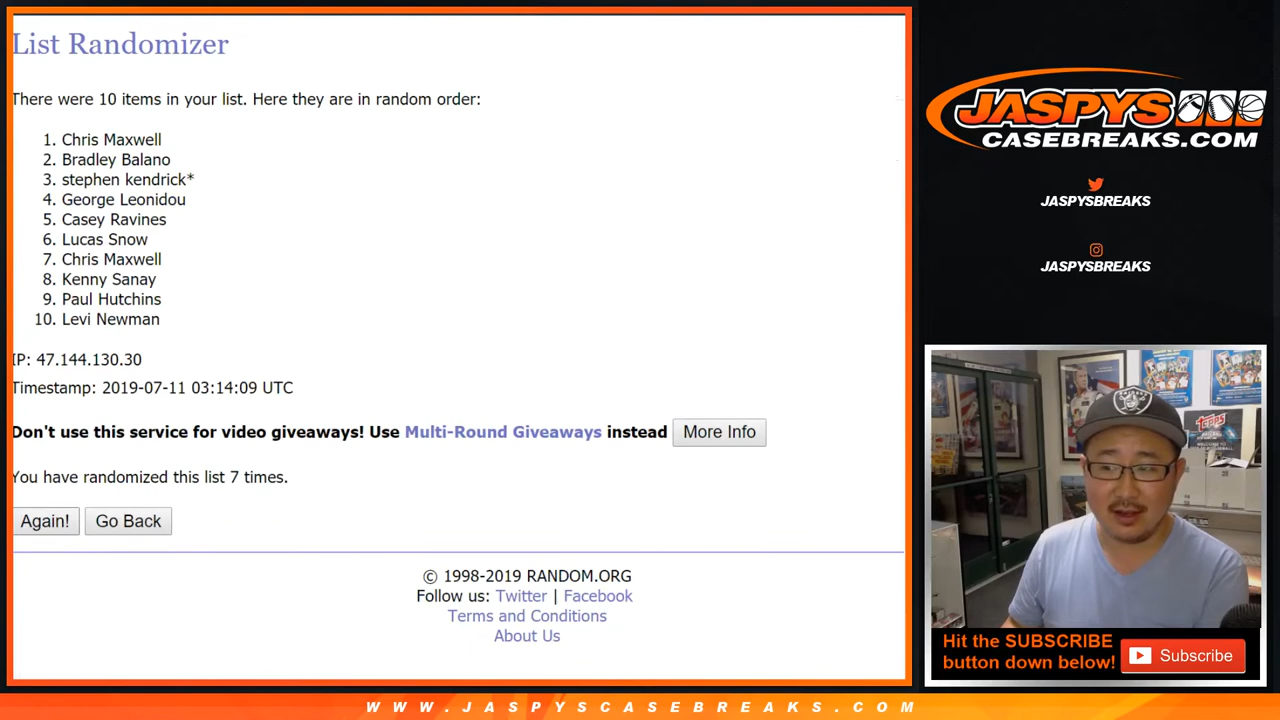 List Randomizer
There were 10 items in your list. Here they are in random order:
1. Chris Maxwell
2. Bradley Balano
3. stephen kendrick*
4. George Leonidou
5. Casey Ravines
6. Lucas Snow
7. Chris Maxwell
8. Kenny Sanay
9. Paul Hutchins
10. Levi Newman
IP: 47.144.130.30
Timestamp: 2019-07-11 03:14:09 UTC
Don't use this service for video giveaways! Use Multi-Round Giveaways instead More Info
You have randomized this list 7 times.
Again! Go Back
© 1998-2019 RANDOM.ORG
Follow us: Twitter | Facebook
Terms and Conditions
About Us
JASPYS
CASEBREAKS.COM
JASPYSBREAKS
JASPYSBREAKS
RAIDERS
TOPPS
Hit the SUBSCRIBE
button down below!
Subscribe
WWW.JASPYSCASEBREAKS.COM